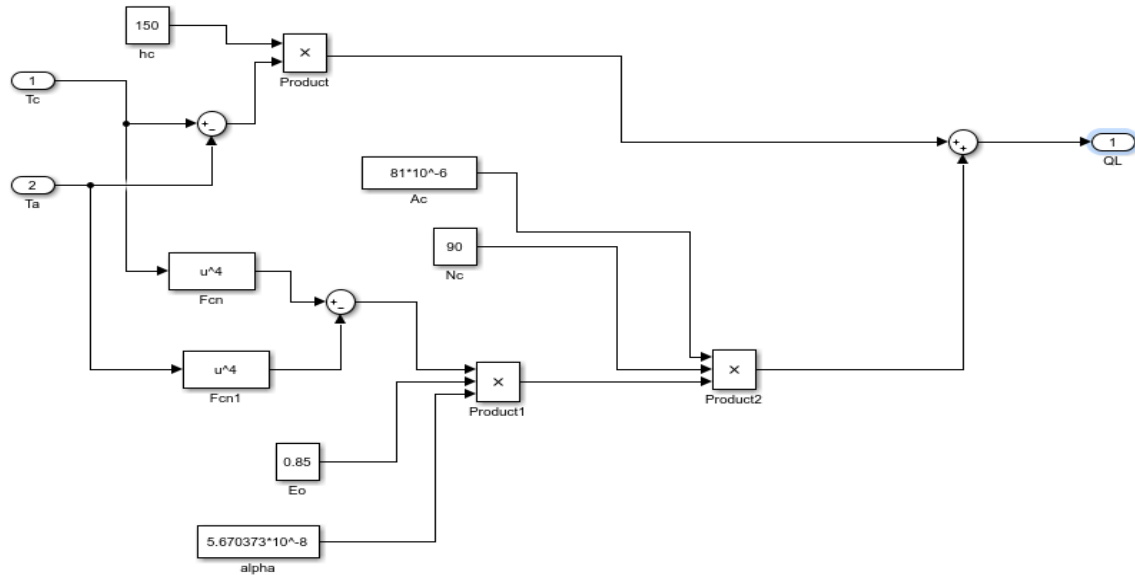 150
hc
×
Product
1
Tc
+
−
2
Ta
+
+
1
QL
81*10^-6
Ac
90
Nc
u^4
Fcn
+
−
u^4
Fcn1
×
Product1
×
Product2
0.85
Eo
5.670373*10^-8
alpha